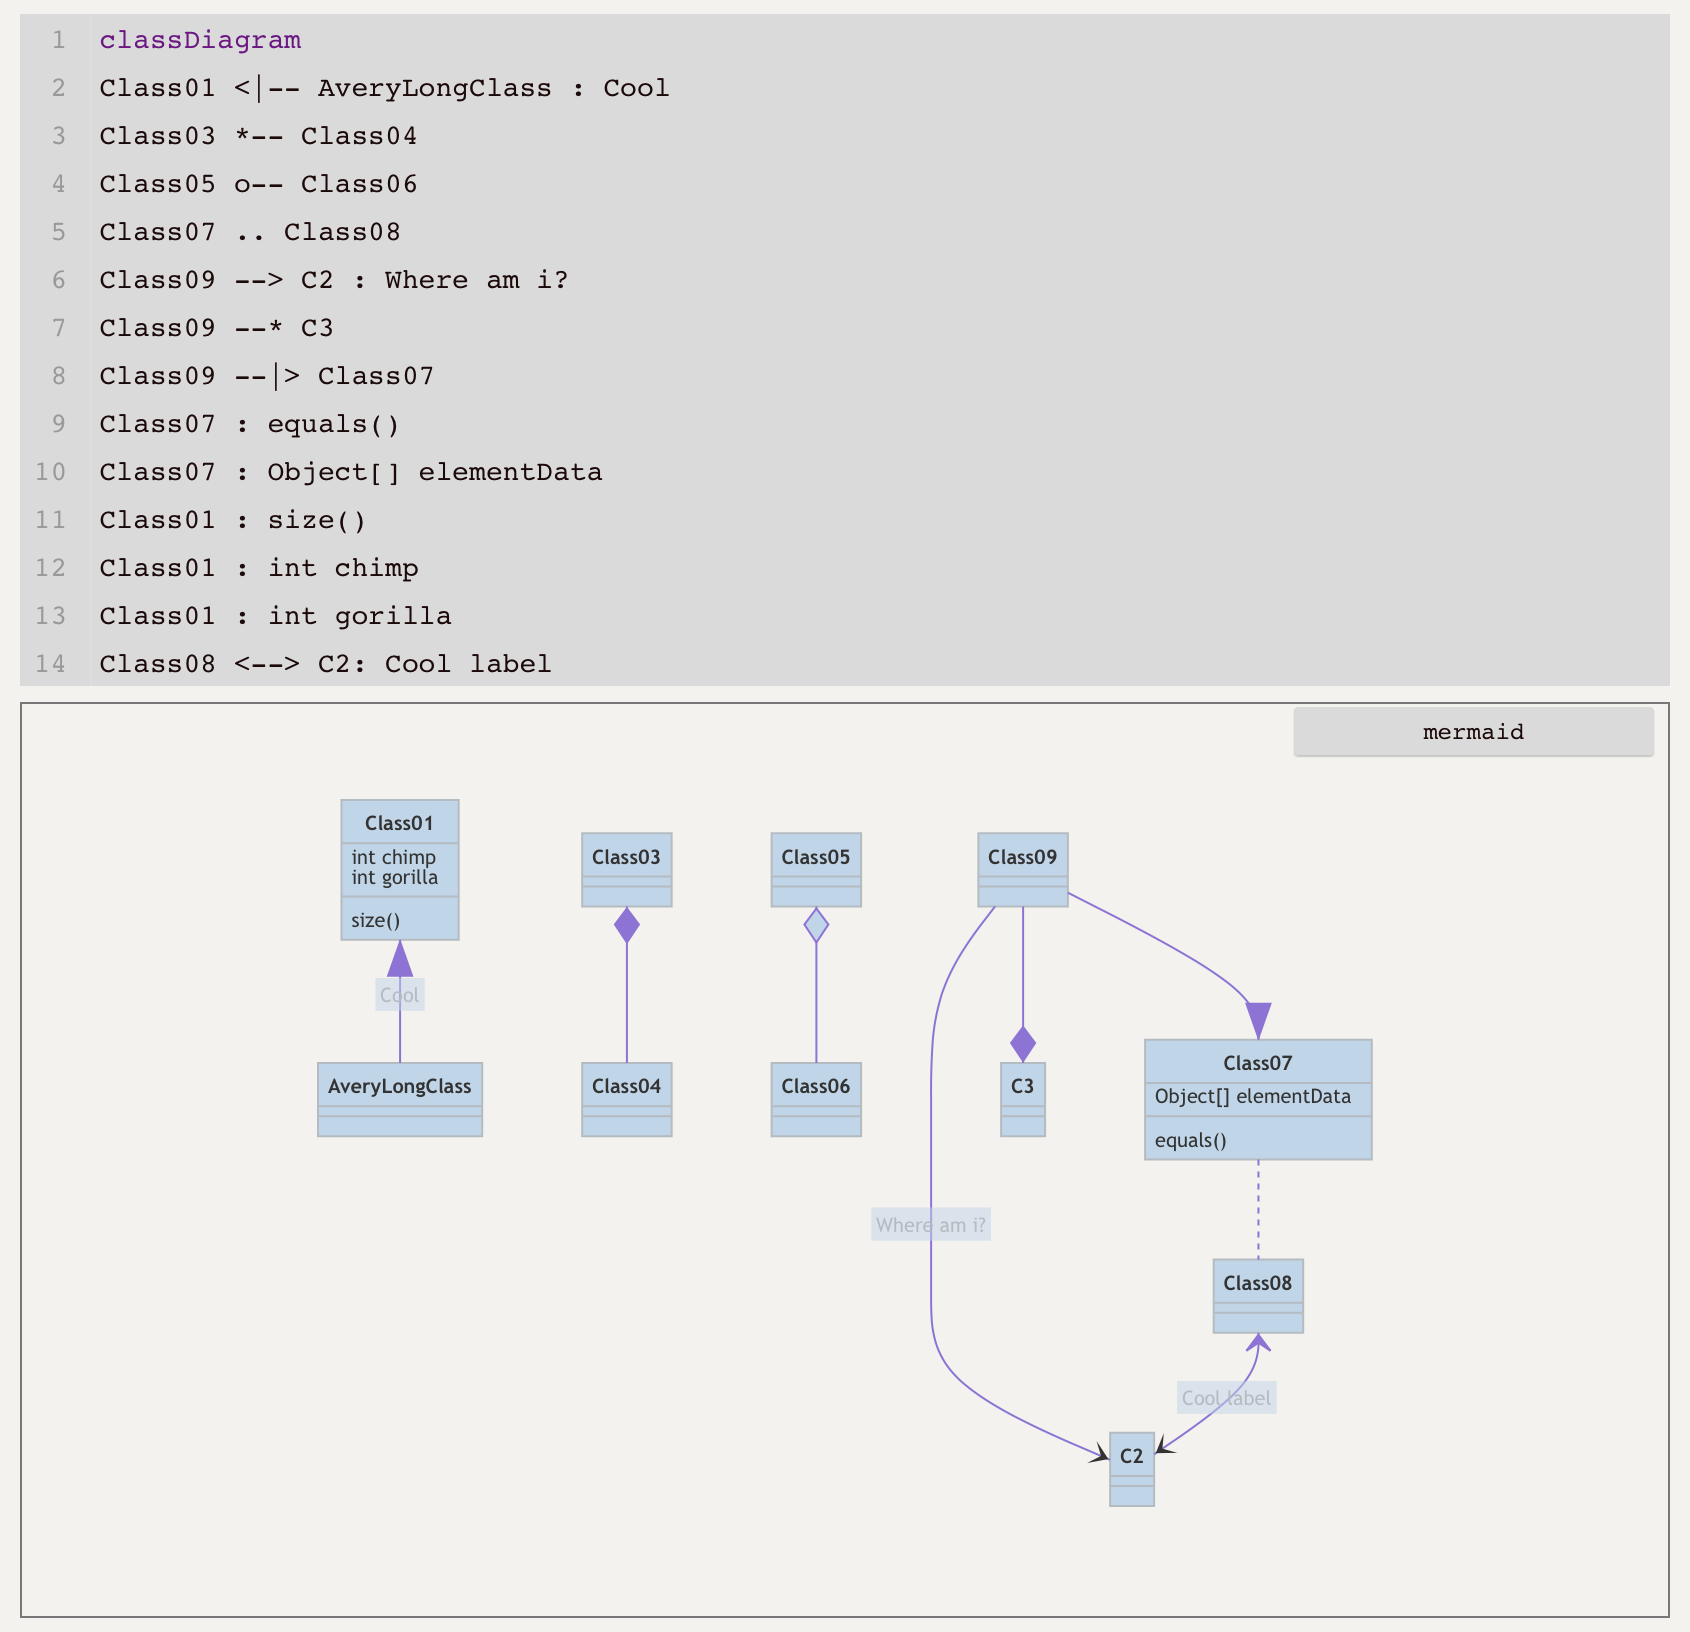 1 classDiagram
2 Class01 <|-- AveryLongClass : Cool
3 Class03 *-- Class04
4 Class05 o-- Class06
5 Class07 .. Class08
6 Class09 --> C2 : Where am i?
7 Class09 --* C3
8 Class09 --|> Class07
9 Class07 : equals()
10 Class07 : Object[] elementData
11 Class01 : size()
12 Class01 : int chimp
13 Class01 : int gorilla
14 Class08 <--> C2: Cool label
mermaid
Class01
int chimp
int gorilla
size()
Cool
AveryLongClass
Class03
Class04
Class05
Class06
Class09
C3
Class07
Object[] elementData
equals()
Where am i?
Class08
Cool label
C2